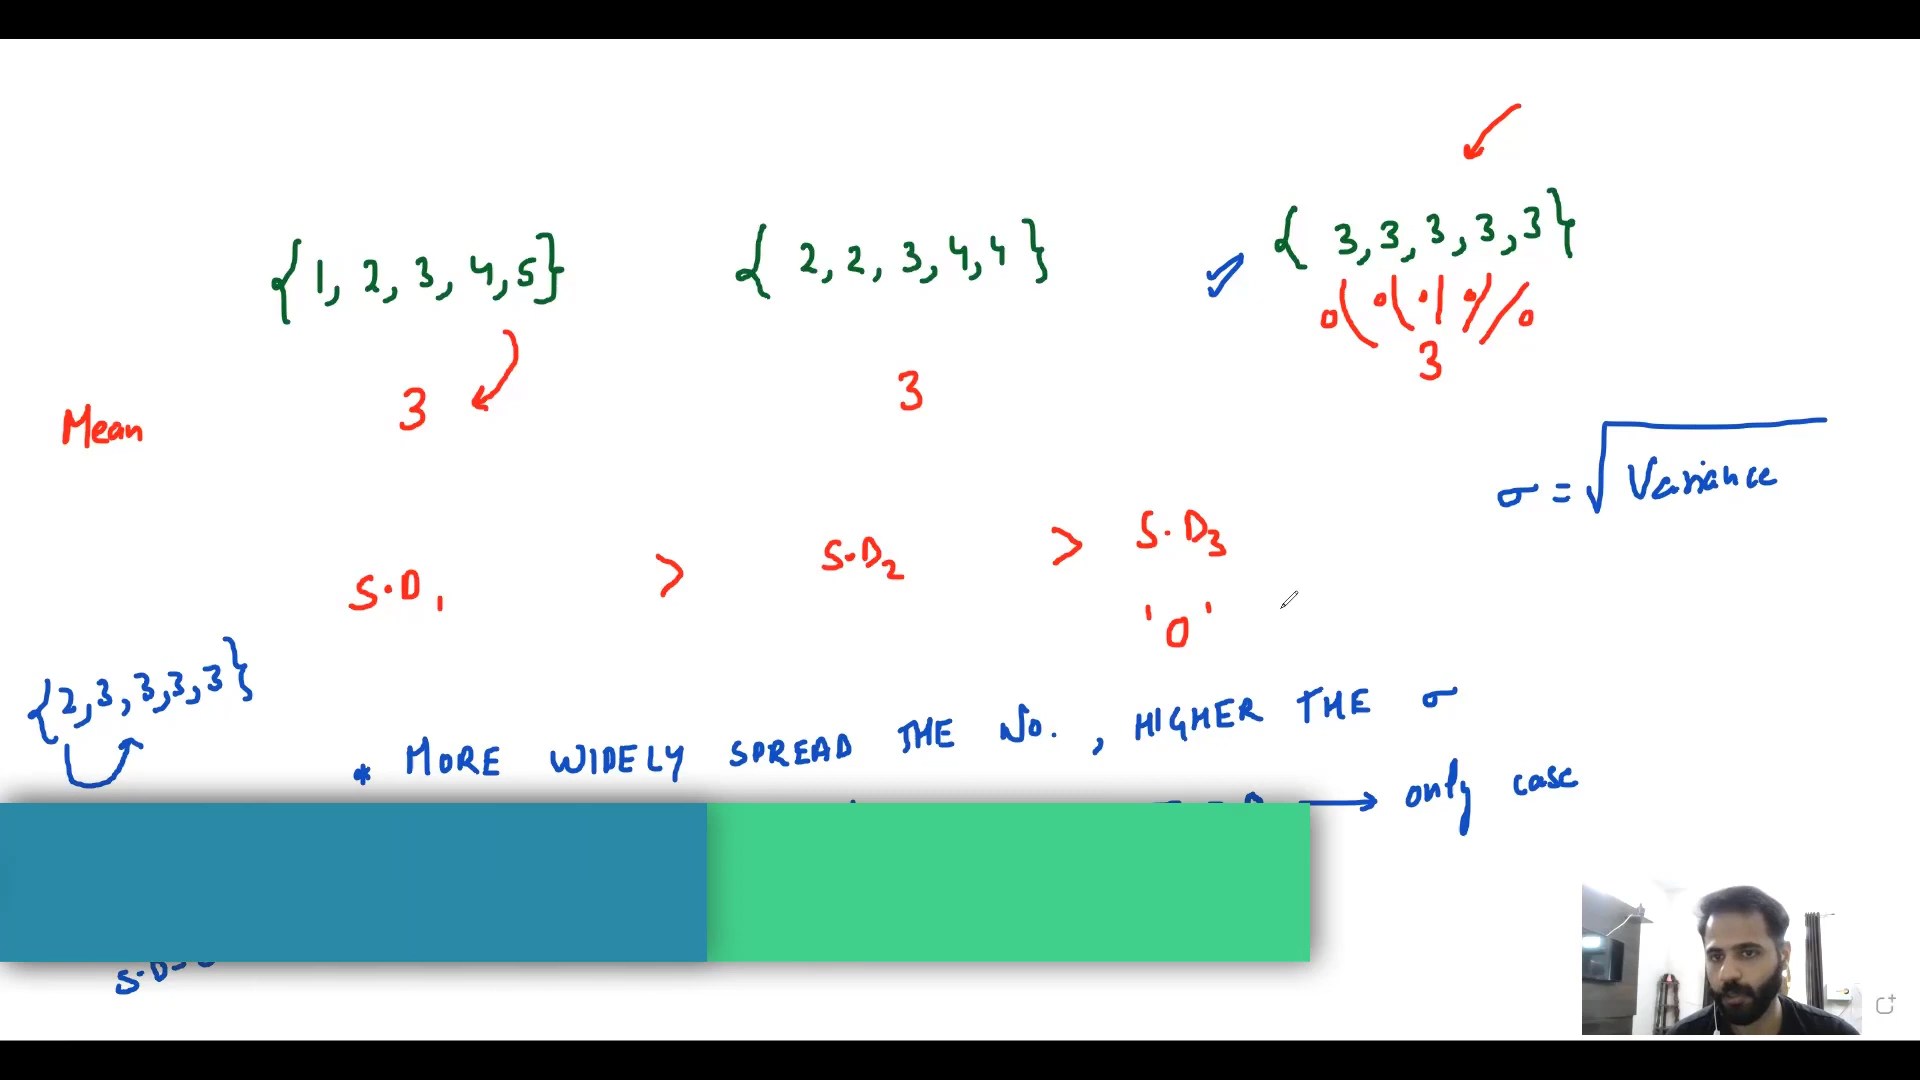 {1, 2, 3, 4, 5}
{2, 2, 3, 4, 4}
{3, 3, 3, 3, 3}
0 0 0 0 0
Mean 3 3 3
σ = √Variance
S.D1 > S.D2 > S.D3
'0'
{2, 3, 3, 3, 3}
* MORE WIDELY SPREAD THE No., HIGHER THE σ
→ only case
S.D